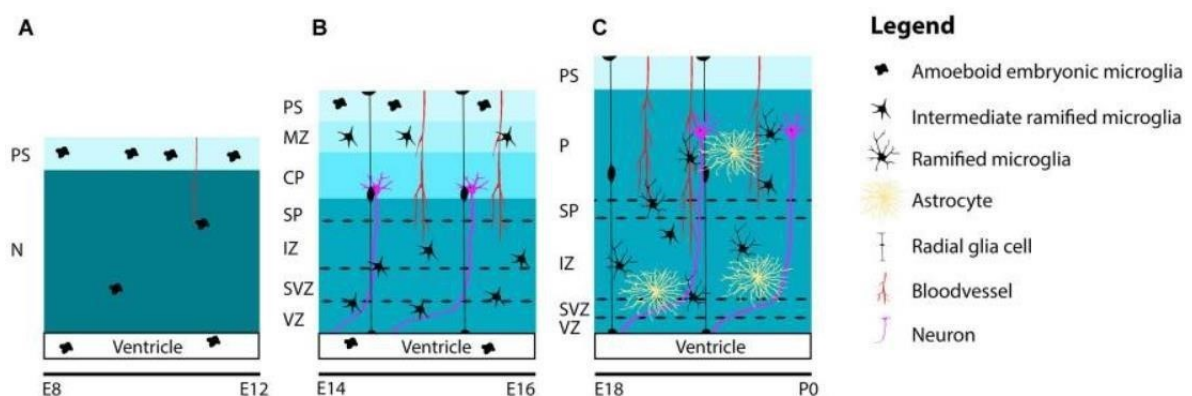 A
PS
N
Ventricle
E8 E12
B
PS
MZ
CP
SP
IZ
SVZ
VZ
Ventricle
E14 E16
C
PS
P
SP
IZ
SVZ
VZ
Ventricle
E18 P0
Legend
Amoeboid embryonic microglia
Intermediate ramified microglia
Ramified microglia
Astrocyte
Radial glia cell
Bloodvessel
Neuron